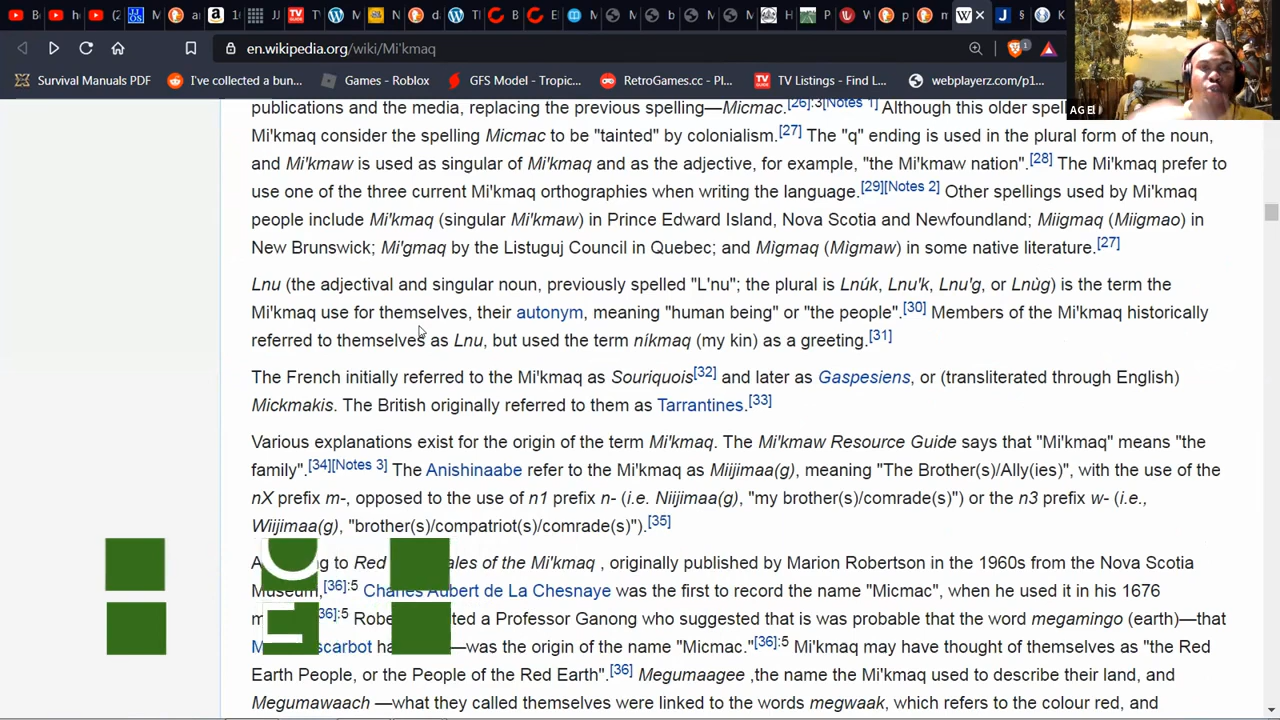 en.wikipedia.org/wiki/Mi'kmaq
Survival Manuals PDF
I've collected a bun...
Games - Roblox
GFS Model - Tropic...
RetroGames.cc - Pl...
TV Listings - Find L...
webplayerz.com/p1...
AG El
publications and the media, replacing the previous spelling—Micmac.[26]:3[Notes 1] Although this older spel
Mi'kmaq consider the spelling Micmac to be "tainted" by colonialism.[27] The "q" ending is used in the plural form of the noun,
and Mi'kmaw is used as singular of Mi'kmaq and as the adjective, for example, "the Mi'kmaw nation".[28] The Mi'kmaq prefer to
use one of the three current Mi'kmaq orthographies when writing the language.[29][Notes 2] Other spellings used by Mi'kmaq
people include Mi'kmaq (singular Mi'kmaw) in Prince Edward Island, Nova Scotia and Newfoundland; Miigmaq (Miigmao) in
New Brunswick; Mi'gmaq by the Listuguj Council in Quebec; and Mìgmaq (Mìgmaw) in some native literature.[27]
Lnu (the adjectival and singular noun, previously spelled "L'nu"; the plural is Lnúk, Lnu'k, Lnu'g, or Lnùg) is the term the
Mi'kmaq use for themselves, their autonym, meaning "human being" or "the people".[30] Members of the Mi'kmaq historically
referred to themselves as Lnu, but used the term níkmaq (my kin) as a greeting.[31]
The French initially referred to the Mi'kmaq as Souriquois[32] and later as Gaspesiens, or (transliterated through English)
Mickmakis. The British originally referred to them as Tarrantines.[33]
Various explanations exist for the origin of the term Mi'kmaq. The Mi'kmaw Resource Guide says that "Mi'kmaq" means "the
family".[34][Notes 3] The Anishinaabe refer to the Mi'kmaq as Miijimaa(g), meaning "The Brother(s)/Ally(ies)", with the use of the
nX prefix m-, opposed to the use of n1 prefix n- (i.e. Niijimaa(g), "my brother(s)/comrade(s)") or the n3 prefix w- (i.e.,
Wiijimaa(g), "brother(s)/compatriot(s)/comrade(s)").[35]
to Red ales of the Mi'kmaq , originally published by Marion Robertson in the 1960s from the Nova Scotia
Museum,[36]:5 Charles Aubert de La Chesnaye was the first to record the name "Micmac", when he used it in his 1676
[36]:5 a Professor Ganong who suggested that is was probable that the word megamingo (earth)—that
—was the origin of the name "Micmac."[36]:5 Mi'kmaq may have thought of themselves as "the Red
Earth People, or the People of the Red Earth".[36] Megumaagee ,the name the Mi'kmaq used to describe their land, and
Megumawaach —what they called themselves were linked to the words megwaak, which refers to the colour red, and